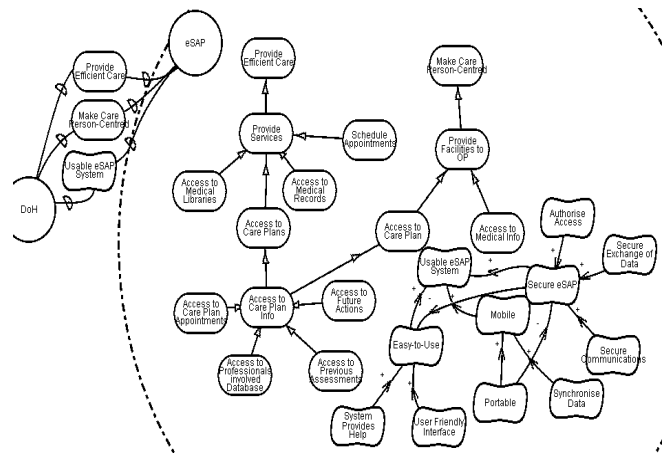 eSAP
Provide
Efficient Care
Make Care
Person-Centred
Usable eSAP
System
DoH
Provide
Efficient Care
Make Care
Person-Centred
Provide
Services
Schedule
Appointments
Provide
Facilities to
OP
Access to
Medical
Libraries
Access to
Medical
Records
Access to
Care Plans
Access to
Care Plan
Access to
Medical Info
Authorise
Access
Usable eSAP
System
Secure
Exchange of
Data
Secure eSAP
Access to
Care Plan
Appointments
Access to
Care Plan
Info
Access to
Future
Actions
Mobile
Easy-to-Use
Secure
Communications
Access to
Professionals
involved
Database
Access to
Previous
Assessments
Portable
Synchronise
Data
System
Provides
Help
User Friendly
Interface